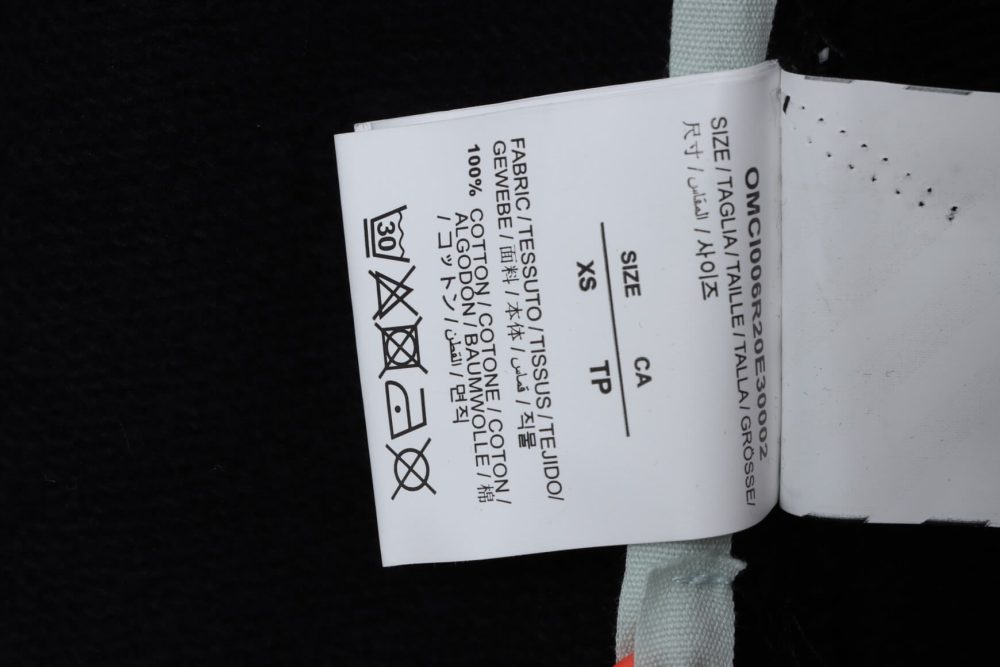 OMCI006R20E30002
SIZE / TAGLIA / TAILLE / TALLA / GRÖSSE/
尺寸 / المقاس / 사이즈
SIZE CA
XS TP
FABRIC / TESSUTO / TISSUS / TEJIDO/
GEWEBE / 面料 / 本体 / قماس / 직물
100% COTTON / COTONE / COTON /
ALGODÓN / BAUMWOLLE / 棉
/ コットン / القطن / 면직
30